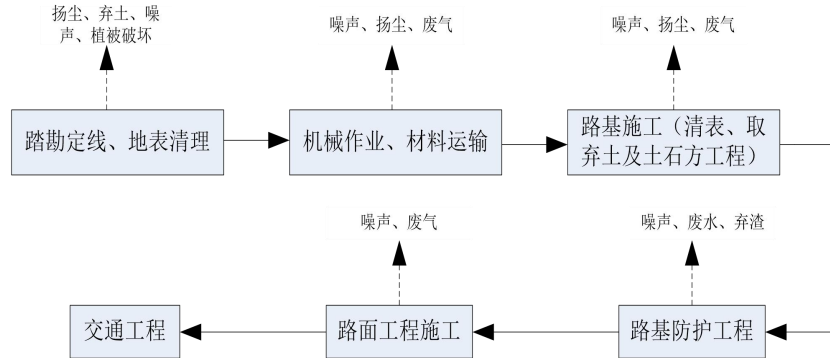 扬尘、弃土、噪
声、植被破坏
噪声、扬尘、废气
噪声、扬尘、废气
踏勘定线、地表清理
机械作业、材料运输
路基施工（清表、取
弃土及土石方工程）
噪声、废气
噪声、废水、弃渣
交通工程
路面工程施工
路基防护工程